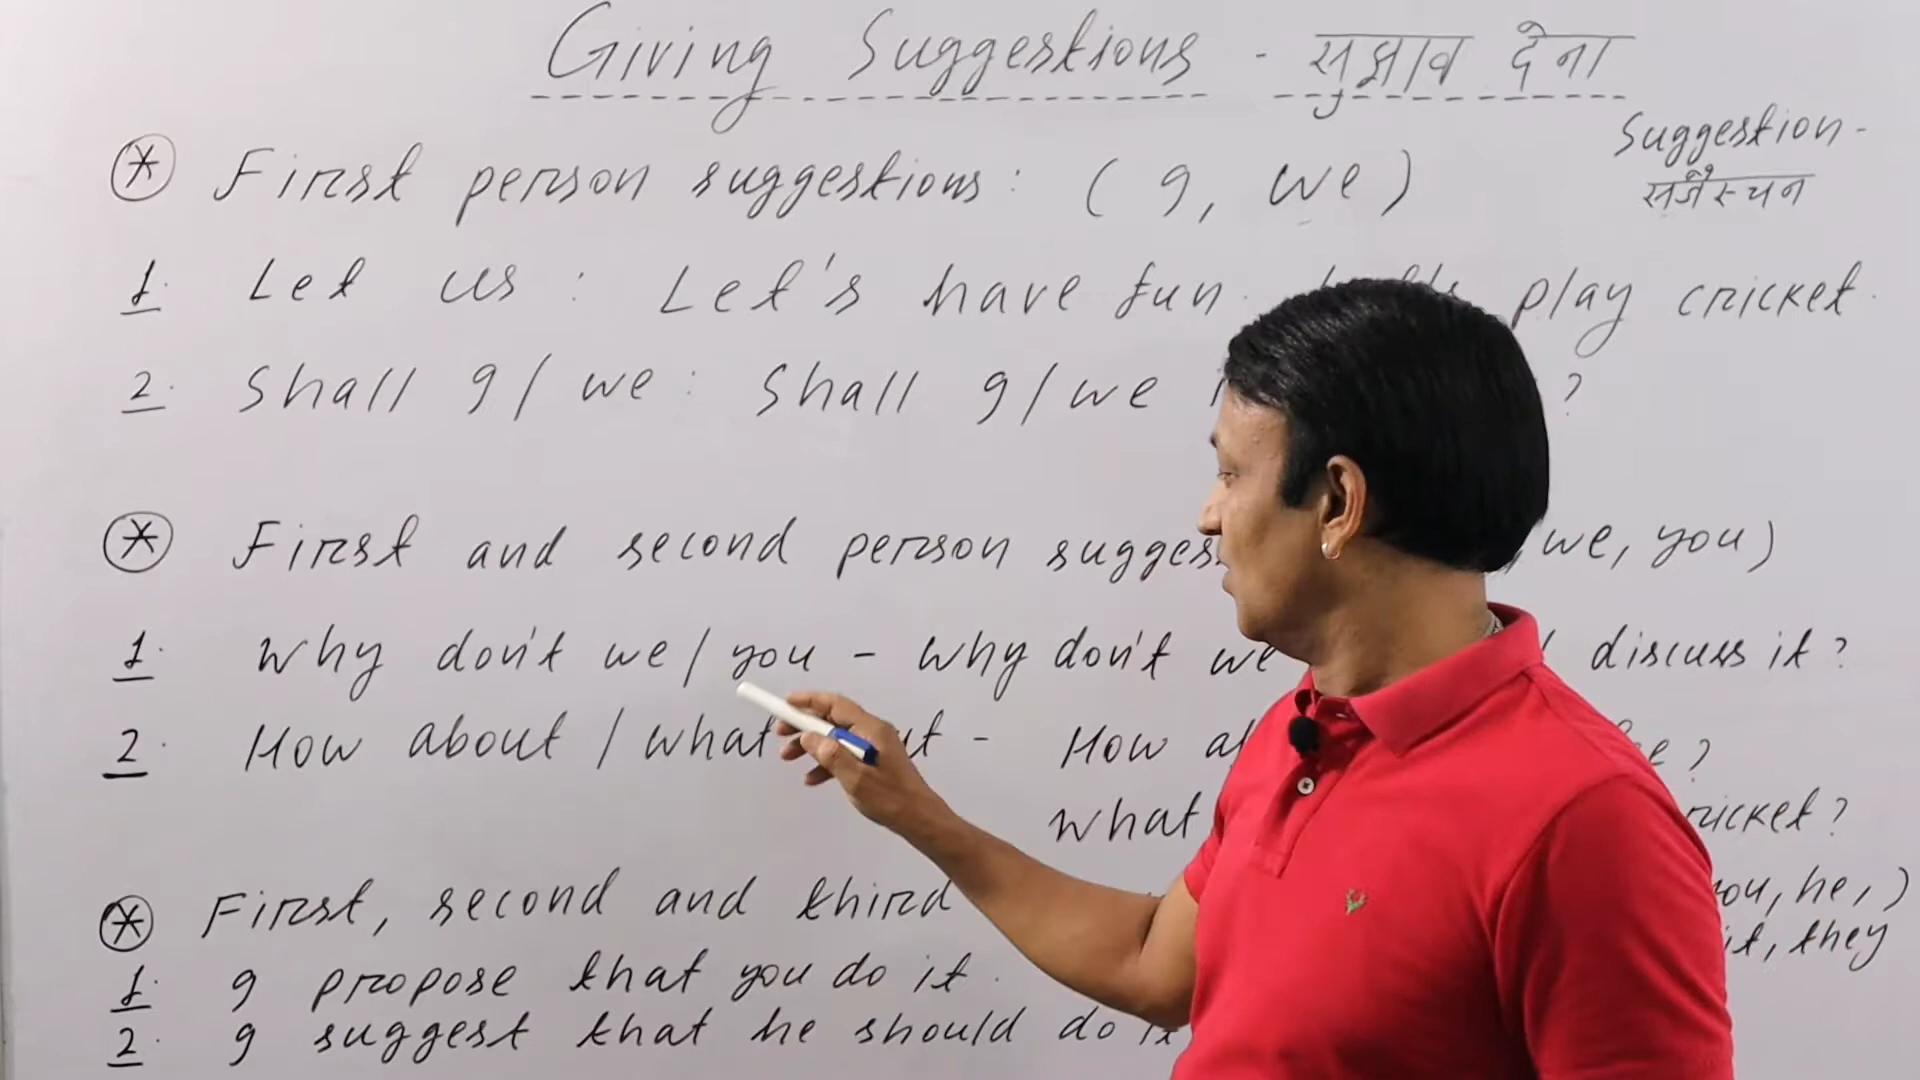 Giving Suggestions - सुझाव देना
Suggestion -
सजेस्चन
* First person suggestions: (I, we)
1. Let us : Let's have fun. play cricket.
2. Shall I / we : Shall I / we ?
* First and second person , we, you)
1. Why don't we / you - Why don't we discuss it?
2. How about / what - How ?
What cricket?
* First, second and third you, he,)
it, they
1. I propose that you do it.
2. I suggest that he should do it